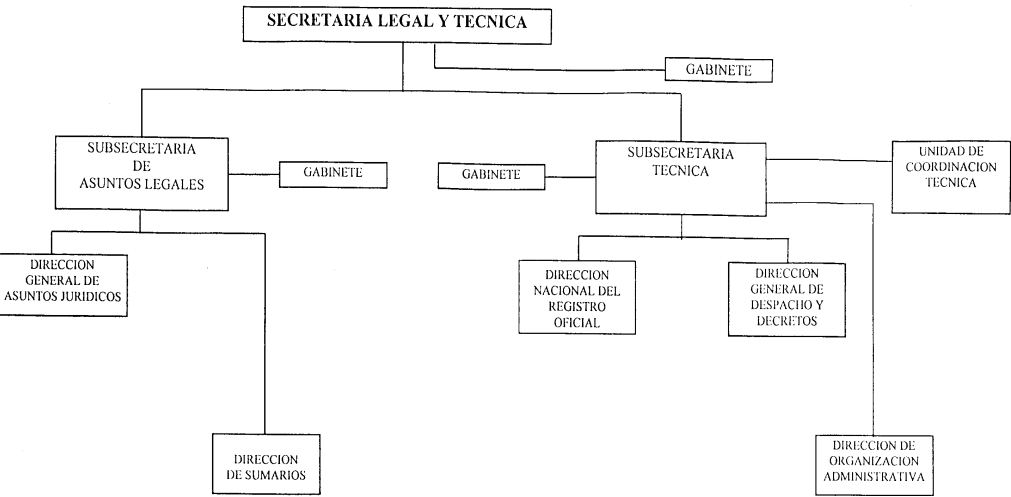 SECRETARIA LEGAL Y TECNICA
GABINETE
SUBSECRETARIA
DE
ASUNTOS LEGALES
GABINETE
GABINETE
SUBSECRETARIA
TECNICA
UNIDAD DE
COORDINACION
TECNICA
DIRECCION
GENERAL DE
ASUNTOS JURIDICOS
DIRECCION
NACIONAL DEL
REGISTRO
OFICIAL
DIRECCION
GENERAL DE
DESPACHO Y
DECRETOS
DIRECCION
DE SUMARIOS
DIRECCION DE
ORGANIZACION
ADMINISTRATIVA